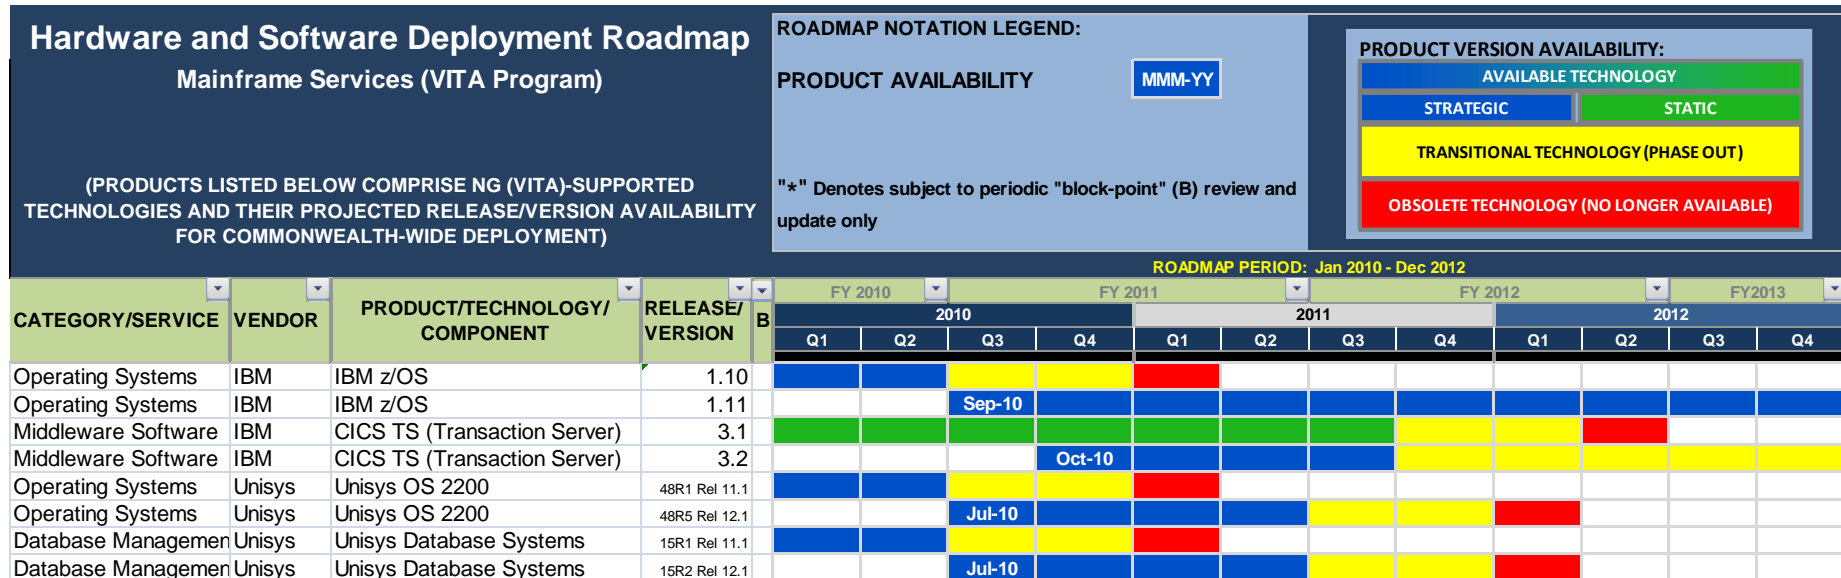 Hardware and Software Deployment Roadmap
Mainframe Services (VITA Program)
(PRODUCTS LISTED BELOW COMPRISE NG (VITA)-SUPPORTED
TECHNOLOGIES AND THEIR PROJECTED RELEASE/VERSION AVAILABILITY
FOR COMMONWEALTH-WIDE DEPLOYMENT)
ROADMAP NOTATION LEGEND:
PRODUCT AVAILABILITY MMM-YY
"*" Denotes subject to periodic "block-point" (B) review and
update only
PRODUCT VERSION AVAILABILITY:
AVAILABLE TECHNOLOGY
STRATEGIC STATIC
TRANSITIONAL TECHNOLOGY (PHASE OUT)
OBSOLETE TECHNOLOGY (NO LONGER AVAILABLE)
ROADMAP PERIOD: Jan 2010 - Dec 2012
CATEGORY/SERVICE VENDOR PRODUCT/TECHNOLOGY/
COMPONENT RELEASE/
VERSION B
FY 2010 FY 2011 FY 2012 FY2013
2010 2011 2012
Q1 Q2 Q3 Q4 Q1 Q2 Q3 Q4 Q1 Q2 Q3 Q4
Operating Systems IBM IBM z/OS 1.10
Operating Systems IBM IBM z/OS 1.11 Sep-10
Middleware Software IBM CICS TS (Transaction Server) 3.1
Middleware Software IBM CICS TS (Transaction Server) 3.2 Oct-10
Operating Systems Unisys Unisys OS 2200 48R1 Rel 11.1
Operating Systems Unisys Unisys OS 2200 48R5 Rel 12.1 Jul-10
Database Managemen Unisys Unisys Database Systems 15R1 Rel 11.1
Database Managemen Unisys Unisys Database Systems 15R2 Rel 12.1 Jul-10